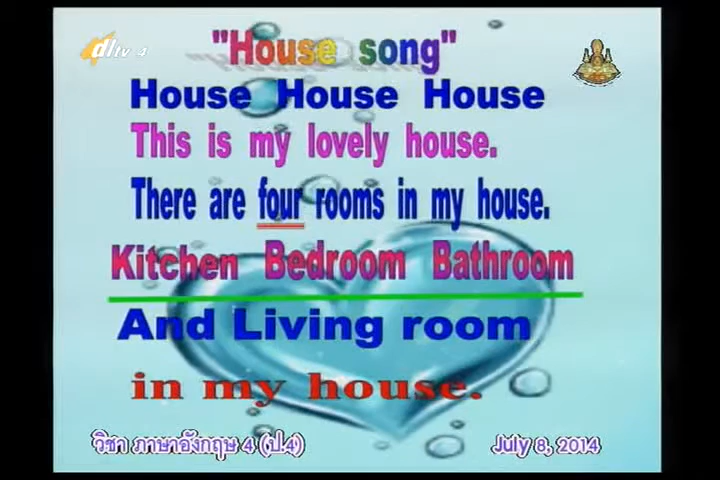 dltv 4
"House song"
House House House
This is my lovely house.
There are four rooms in my house.
Kitchen Bedroom Bathroom
And Living room
in my house.
วิชา ภาษาอังกฤษ 4 (ป.4)
July 8, 2014